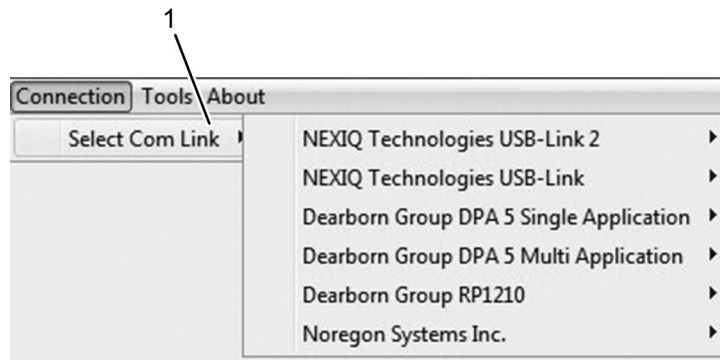 1
Connection Tools About
Select Com Link
NEXIQ Technologies USB-Link 2
NEXIQ Technologies USB-Link
Dearborn Group DPA 5 Single Application
Dearborn Group DPA 5 Multi Application
Dearborn Group RP1210
Noregon Systems Inc.